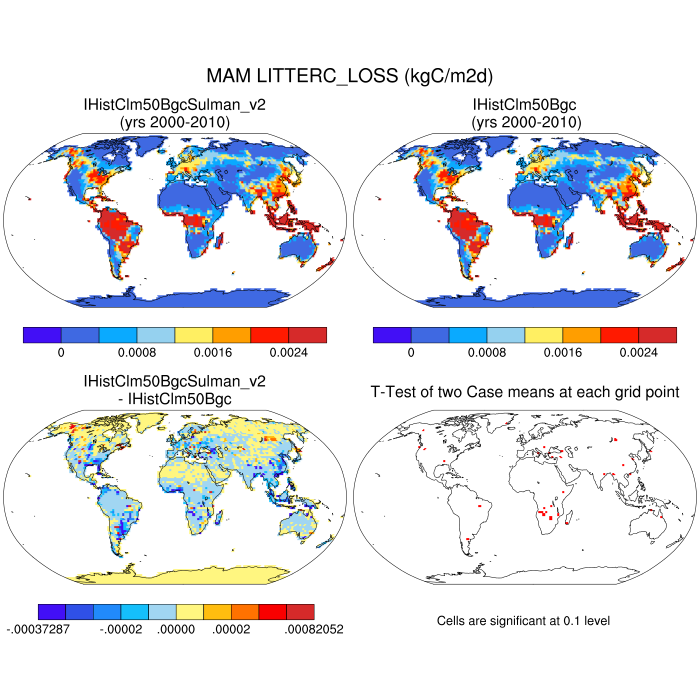 MAM LITTERC_LOSS (kgC/m2d)
IHistClm50BgcSulman_v2
(yrs 2000-2010)
IHistClm50Bgc
(yrs 2000-2010)
0 0.0008 0.0016 0.0024
0 0.0008 0.0016 0.0024
IHistClm50BgcSulman_v2
- IHistClm50Bgc
T-Test of two Case means at each grid point
-.00037287 -.00002 .00000 .00002 .00082052
Cells are significant at 0.1 level